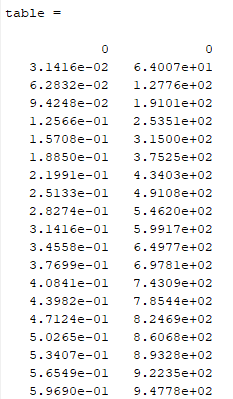 table =
0 0
3.1416e-02 6.4007e+01
6.2832e-02 1.2776e+02
9.4248e-02 1.9101e+02
1.2566e-01 2.5351e+02
1.5708e-01 3.1500e+02
1.8850e-01 3.7525e+02
2.1991e-01 4.3403e+02
2.5133e-01 4.9108e+02
2.8274e-01 5.4620e+02
3.1416e-01 5.9917e+02
3.4558e-01 6.4977e+02
3.7699e-01 6.9781e+02
4.0841e-01 7.4309e+02
4.3982e-01 7.8544e+02
4.7124e-01 8.2469e+02
5.0265e-01 8.6068e+02
5.3407e-01 8.9328e+02
5.6549e-01 9.2235e+02
5.9690e-01 9.4778e+02